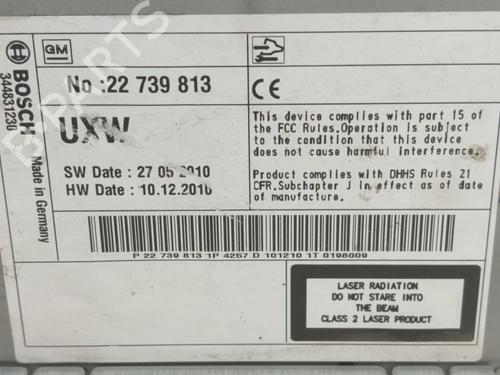 BOSCH
344831230
Made in Germany
GM
No :22 739 813
UXW
SW Date : 27 05 2010
HW Date : 10.12.2010
CE
This device complies with part 15 of
the FCC Rules.Operation is subject
to the condition that this device
does not cause harmful interference.
Product complies with DHHS Rules 21
CFR.Subchapter J in effect as of date
of manufacture.
P 22 739 813 1P 4267 D 101210 1T 0198009
LASER RADIATION
DO NOT STARE INTO
THE BEAM
CLASS 2 LASER PRODUCT